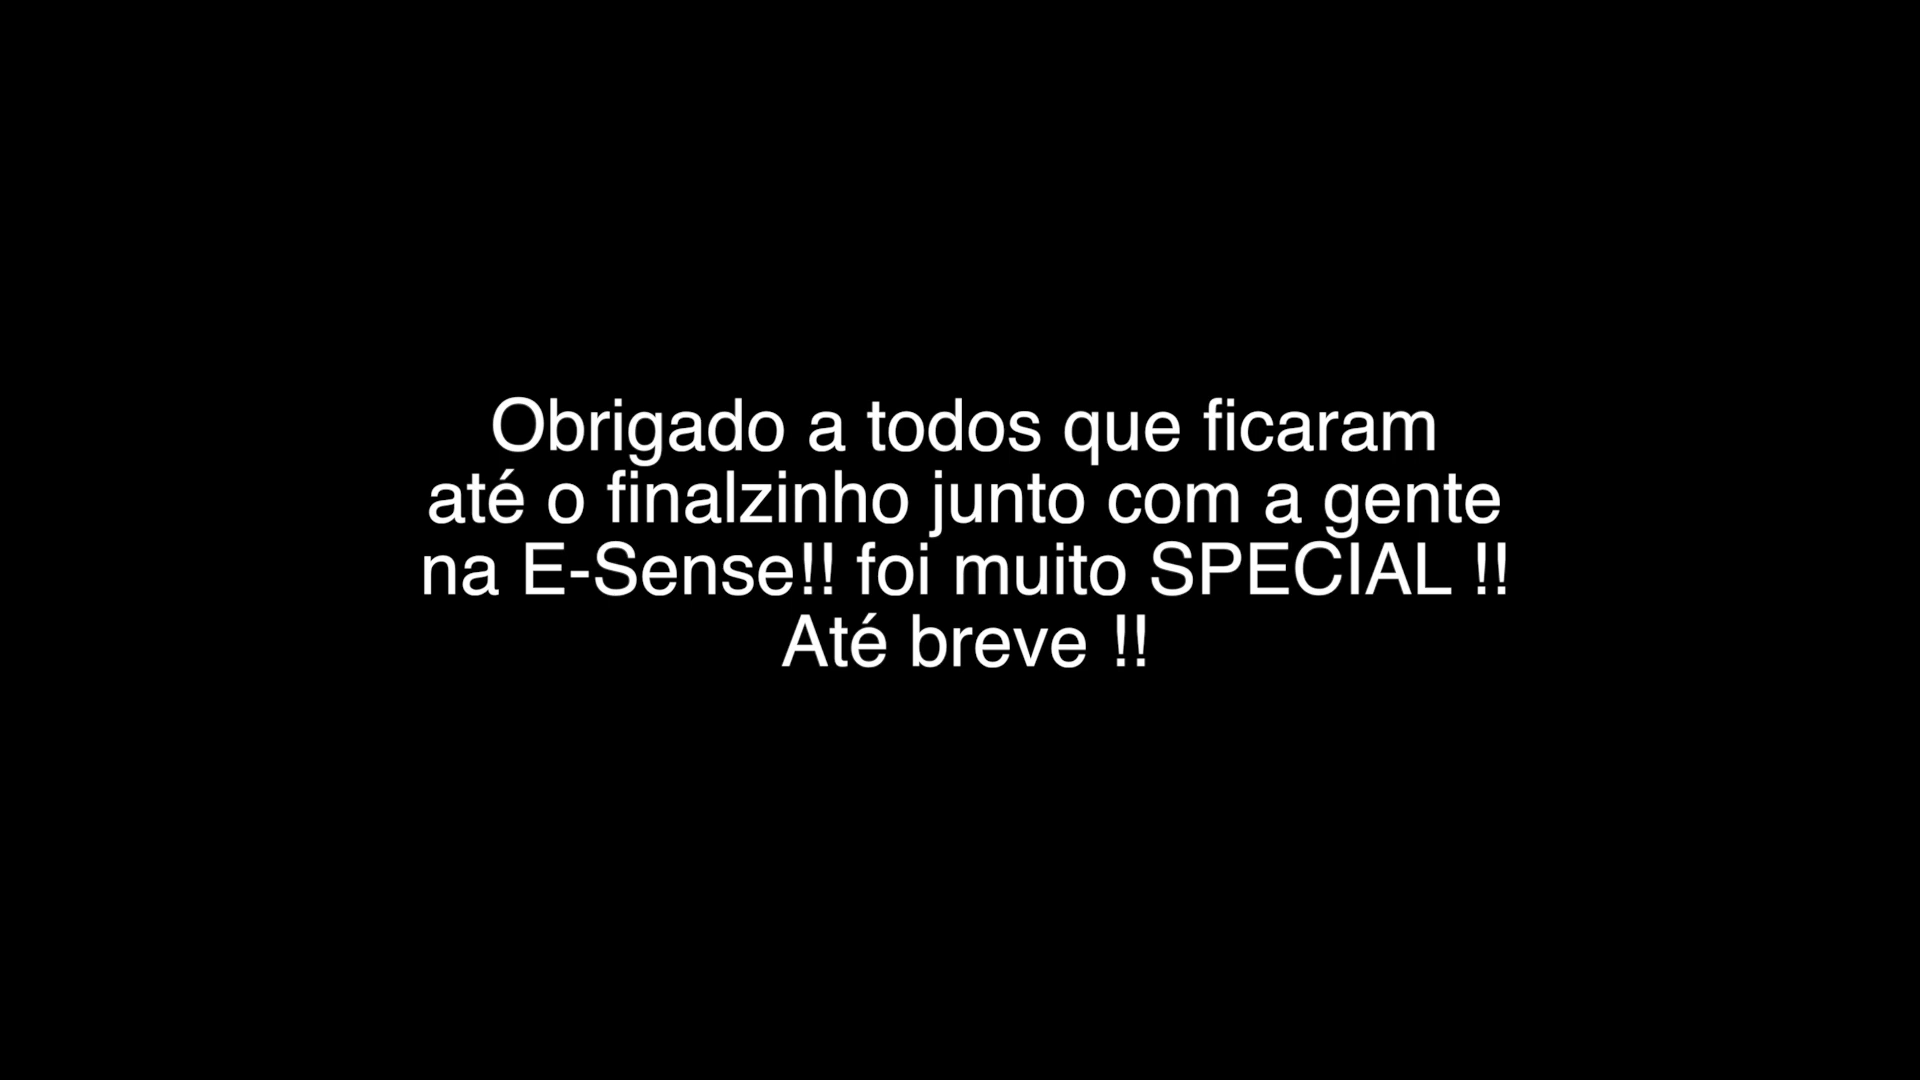 Obrigado a todos que ficaram
até o finalzinho junto com a gente
na E-Sense!! foi muito SPECIAL !!
Até breve !!